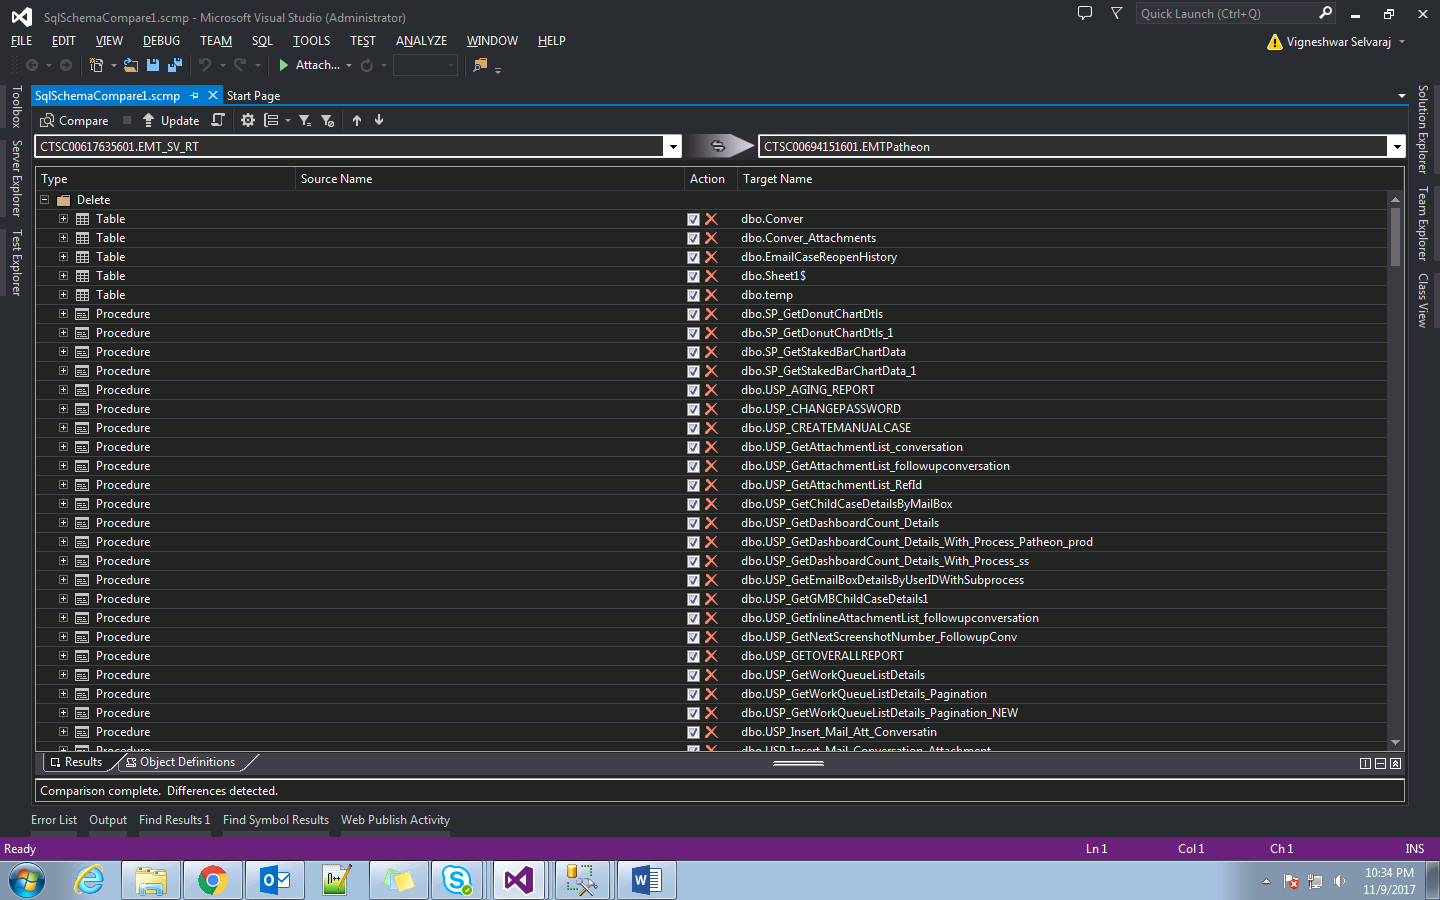 SqlSchemaCompare1.scmp - Microsoft Visual Studio (Administrator)
Quick Launch (Ctrl+Q)
FILE EDIT VIEW DEBUG TEAM SQL TOOLS TEST ANALYZE WINDOW HELP
Vigneshwar Selvaraj
Attach...
SqlSchemaCompare1.scmp
Start Page
Toolbox
Server Explorer
Test Explorer
Solution Explorer
Team Explorer
Class View
Compare Update
CTSC00617635601.EMT_SV_RT
CTSC00694151601.EMTPatheon
Type Source Name Action Target Name
Delete
Table dbo.Conver
Table dbo.Conver_Attachments
Table dbo.EmailCaseReopenHistory
Table dbo.Sheet1$
Table dbo.temp
Procedure dbo.SP_GetDonutChartDtls
Procedure dbo.SP_GetDonutChartDtls_1
Procedure dbo.SP_GetStakedBarChartData
Procedure dbo.SP_GetStakedBarChartData_1
Procedure dbo.USP_AGING_REPORT
Procedure dbo.USP_CHANGEPASSWORD
Procedure dbo.USP_CREATEMANUALCASE
Procedure dbo.USP_GetAttachmentList_conversation
Procedure dbo.USP_GetAttachmentList_followupconversation
Procedure dbo.USP_GetAttachmentList_RefId
Procedure dbo.USP_GetChildCaseDetailsByMailBox
Procedure dbo.USP_GetDashboardCount_Details
Procedure dbo.USP_GetDashboardCount_Details_With_Process_Patheon_prod
Procedure dbo.USP_GetDashboardCount_Details_With_Process_ss
Procedure dbo.USP_GetEmailBoxDetailsByUserIDWithSubprocess
Procedure dbo.USP_GetGMBChildCaseDetails1
Procedure dbo.USP_GetInlineAttachmentList_followupconversation
Procedure dbo.USP_GetNextScreenshotNumber_FollowupConv
Procedure dbo.USP_GETOVERALLREPORT
Procedure dbo.USP_GetWorkQueueListDetails
Procedure dbo.USP_GetWorkQueueListDetails_Pagination
Procedure dbo.USP_GetWorkQueueListDetails_Pagination_NEW
Procedure dbo.USP_Insert_Mail_Att_Conversatin
Procedure dbo.USP_Insert_Mail_Conversation_Attachment
Results Object Definitions
Comparison complete. Differences detected.
Error List Output Find Results 1 Find Symbol Results Web Publish Activity
Ready Ln 1 Col 1 Ch 1 INS
10:34 PM
11/9/2017